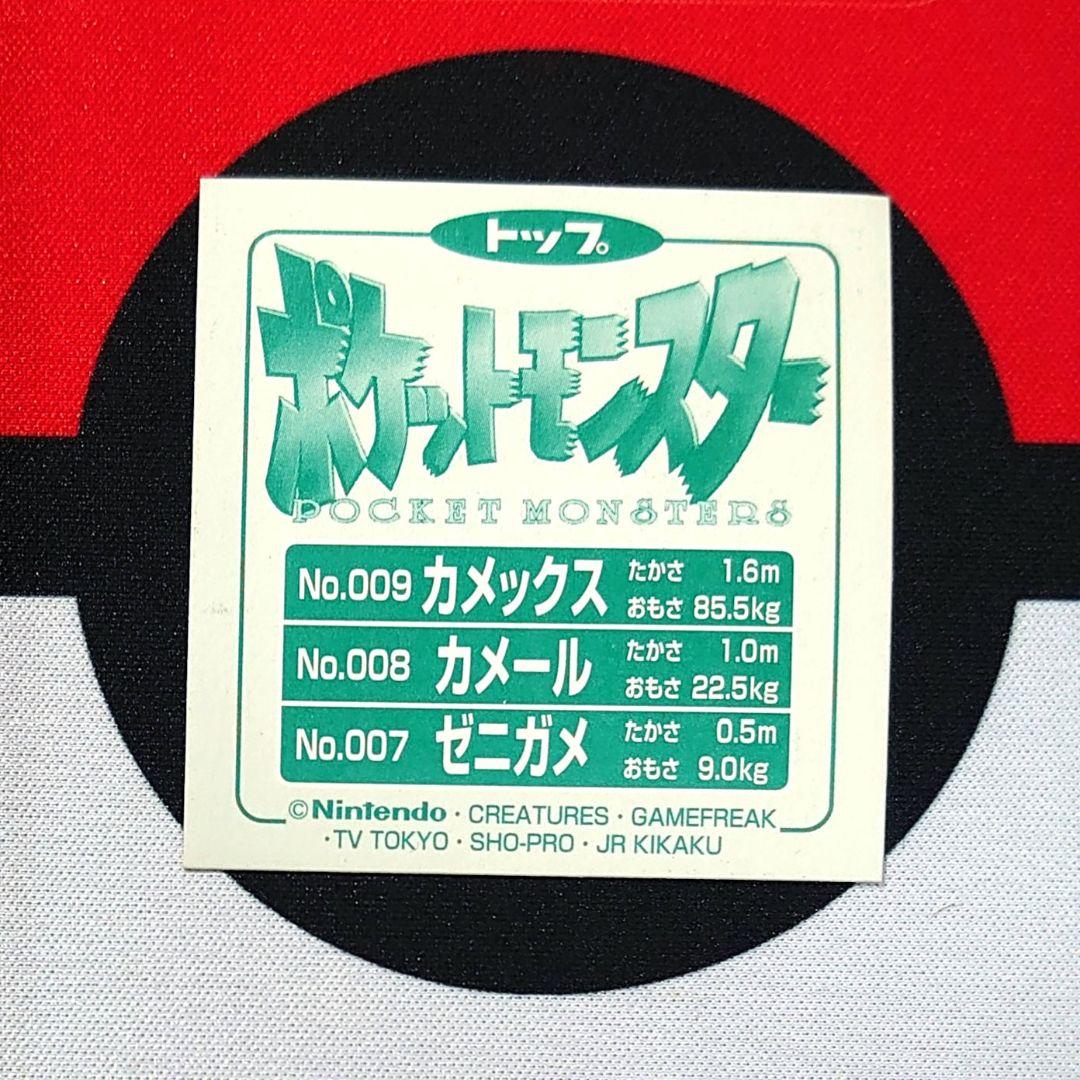 トップ。
ポケットモンスター
POCKET MONSTERS
No.009 カメックス たかさ 1.6m
おもさ 85.5kg
No.008 カメール たかさ 1.0m
おもさ 22.5kg
No.007 ゼニガメ たかさ 0.5m
おもさ 9.0kg
©Nintendo・CREATURES・GAMEFREAK
・TV TOKYO・SHO-PRO・JR KIKAKU